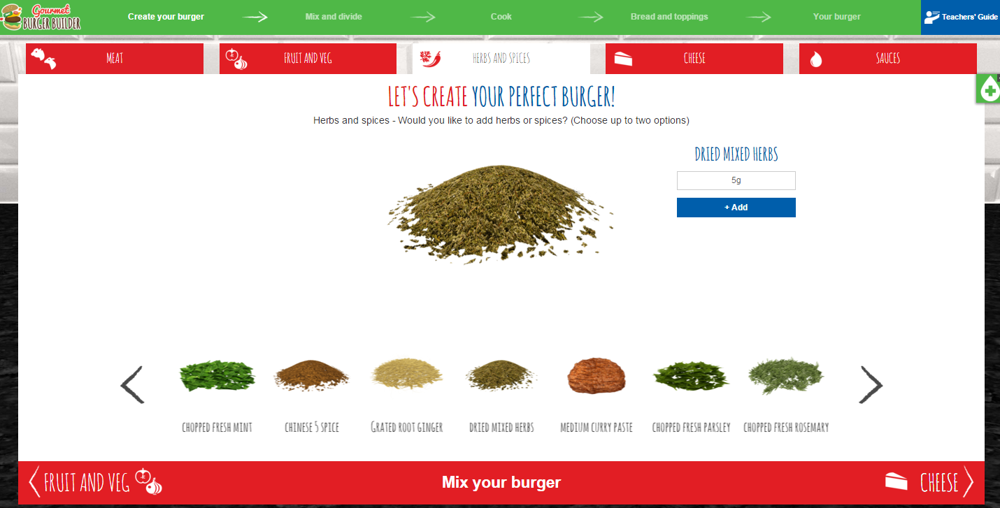 Gourmet
BURGER BUILDER
Create your burger
Mix and divide
Cook
Bread and toppings
Your burger
Teachers' Guide
MEAT
FRUIT AND VEG
HERBS AND SPICES
CHEESE
SAUCES
LET'S CREATE YOUR PERFECT BURGER!
Herbs and spices - Would you like to add herbs or spices? (Choose up to two options)
DRIED MIXED HERBS
5g
+ Add
CHOPPED FRESH MINT
CHINESE 5 SPICE
GRATED ROOT GINGER
DRIED MIXED HERBS
MEDIUM CURRY PASTE
CHOPPED FRESH PARSLEY
CHOPPED FRESH ROSEMARY
FRUIT AND VEG
Mix your burger
CHEESE